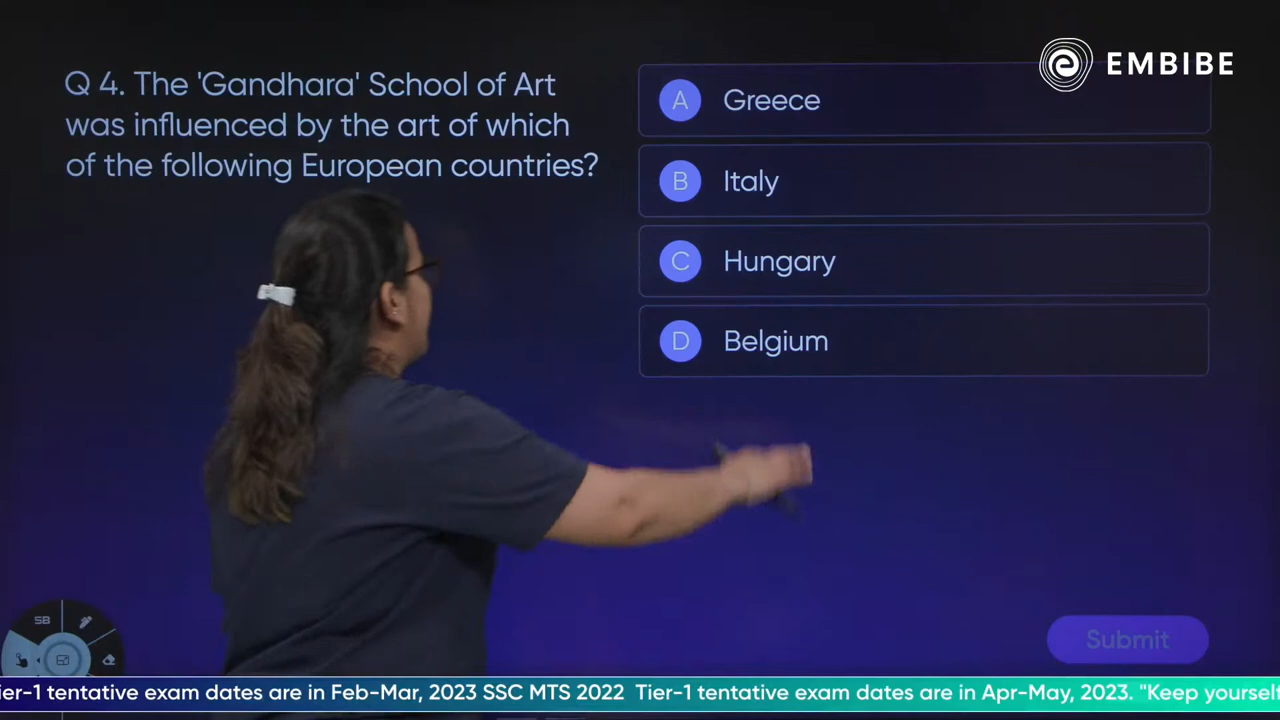 EMBIBE
Q 4. The 'Gandhara' School of Art
was influenced by the art of which
of the following European countries?
A Greece
B Italy
C Hungary
D Belgium
SB
Submit
ier-1 tentative exam dates are in Feb-Mar, 2023 SSC MTS 2022 Tier-1 tentative exam dates are in Apr-May, 2023. "Keep yourself